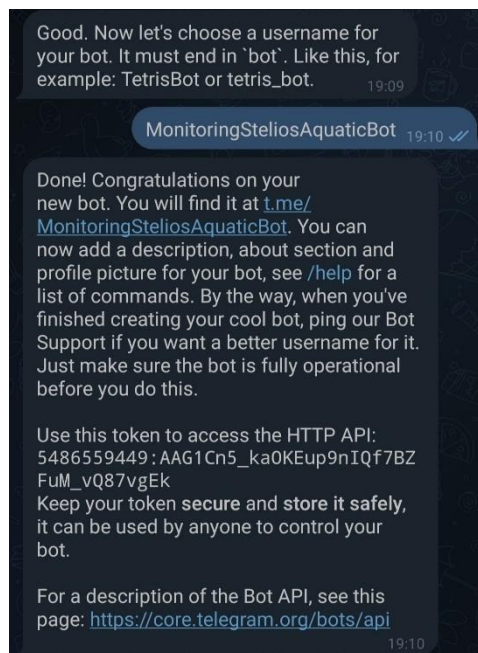 Good. Now let's choose a username for
your bot. It must end in `bot`. Like this, for
example: TetrisBot or tetris_bot.
19:09
MonitoringSteliosAquaticBot 19:10
Done! Congratulations on your
new bot. You will find it at t.me/
MonitoringSteliosAquaticBot. You can
now add a description, about section and
profile picture for your bot, see /help for a
list of commands. By the way, when you've
finished creating your cool bot, ping our Bot
Support if you want a better username for it.
Just make sure the bot is fully operational
before you do this.
Use this token to access the HTTP API:
5486559449:AAG1Cn5_kaOKEup9nIQf7BZ
FuM_vQ87vgEk
Keep your token secure and store it safely,
it can be used by anyone to control your
bot.
For a description of the Bot API, see this
page: https://core.telegram.org/bots/api
19:10